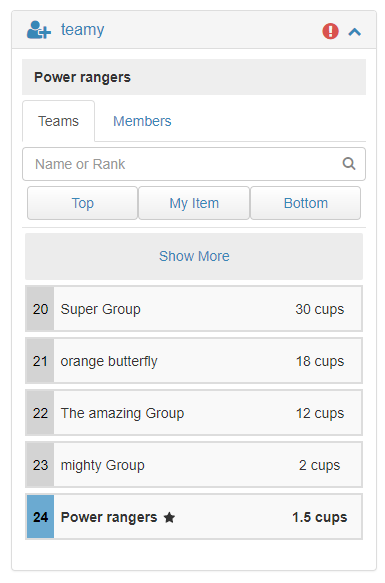 teamy
Power rangers
Teams Members
Name or Rank
Top My Item Bottom
Show More
20 Super Group 30 cups
21 orange butterfly 18 cups
22 The amazing Group 12 cups
23 mighty Group 2 cups
24 Power rangers ★ 1.5 cups